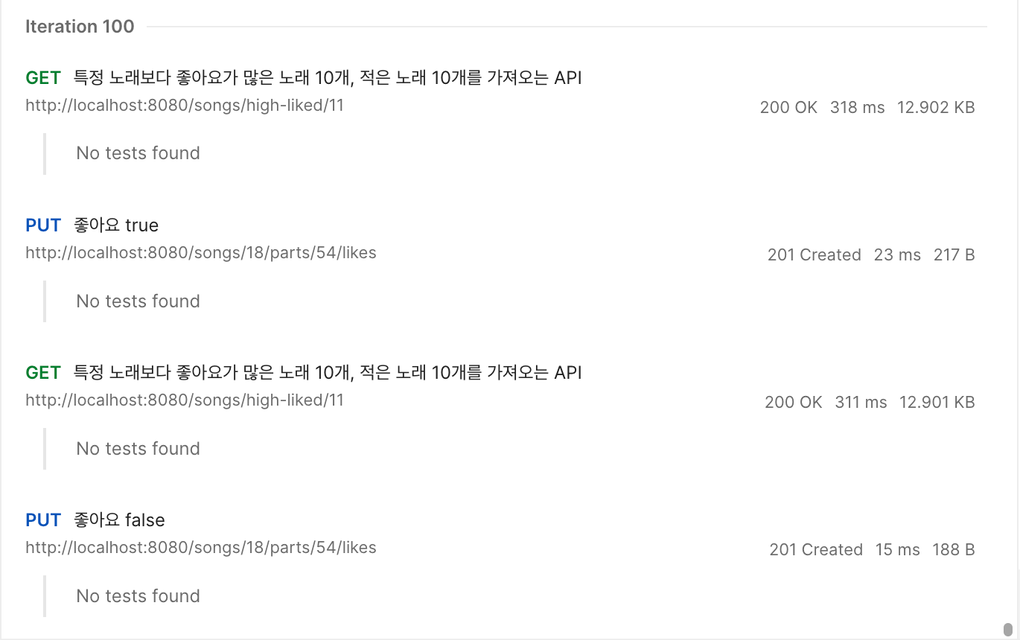 Iteration 100
GET 특정 노래보다 좋아요가 많은 노래 10개, 적은 노래 10개를 가져오는 API
http://localhost:8080/songs/high-liked/11
200 OK 318 ms 12.902 KB
No tests found
PUT 좋아요 true
http://localhost:8080/songs/18/parts/54/likes
201 Created 23 ms 217 B
No tests found
GET 특정 노래보다 좋아요가 많은 노래 10개, 적은 노래 10개를 가져오는 API
http://localhost:8080/songs/high-liked/11
200 OK 311 ms 12.901 KB
No tests found
PUT 좋아요 false
http://localhost:8080/songs/18/parts/54/likes
201 Created 15 ms 188 B
No tests found